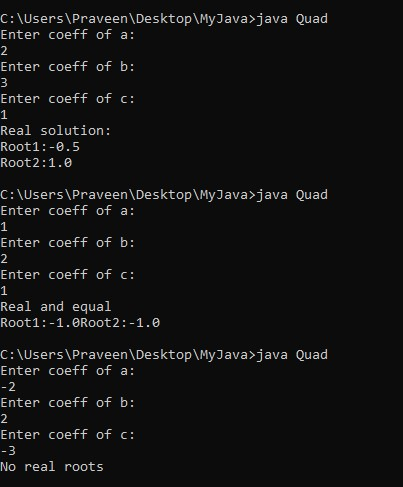 C:\Users\Praveen\Desktop\MyJava>java Quad
Enter coeff of a:
2
Enter coeff of b:
3
Enter coeff of c:
1
Real solution:
Root1:-0.5
Root2:1.0
C:\Users\Praveen\Desktop\MyJava>java Quad
Enter coeff of a:
1
Enter coeff of b:
2
Enter coeff of c:
1
Real and equal
Root1:-1.0Root2:-1.0
C:\Users\Praveen\Desktop\MyJava>java Quad
Enter coeff of a:
-2
Enter coeff of b:
2
Enter coeff of c:
-3
No real roots